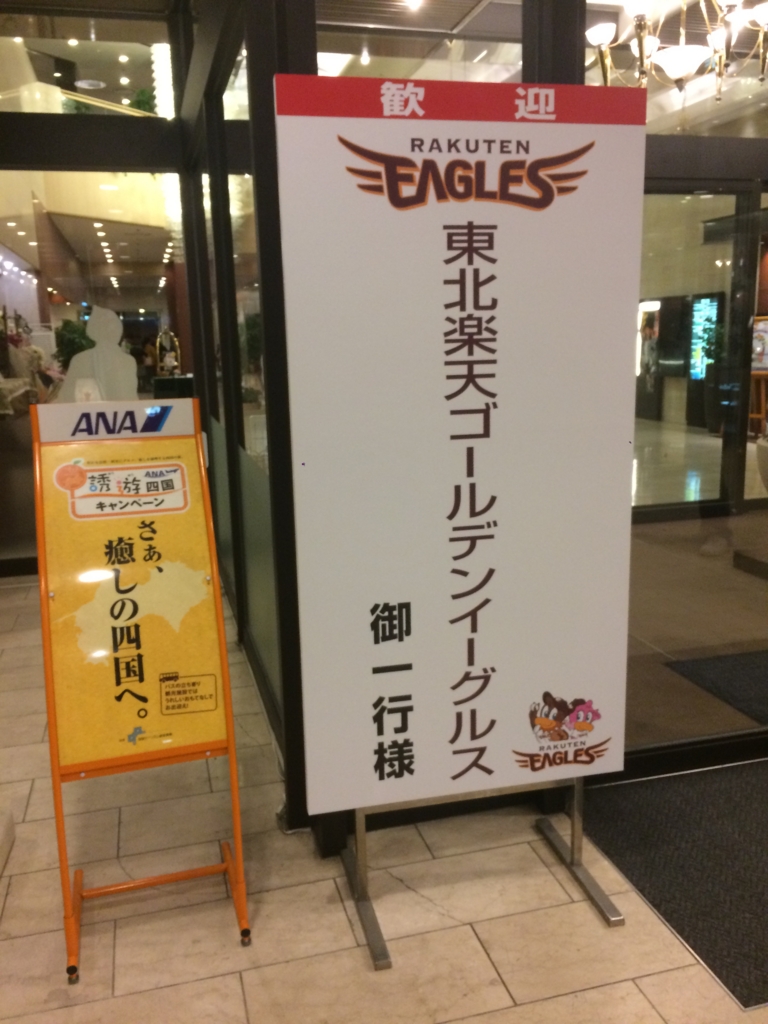 歓迎
RAKUTEN
EAGLES
東北楽天ゴールデンイーグルス
御一行様
RAKUTEN
EAGLES
ANA
誘遊四国
ANA
キャンペーン
さぁ、
癒しの四国へ。